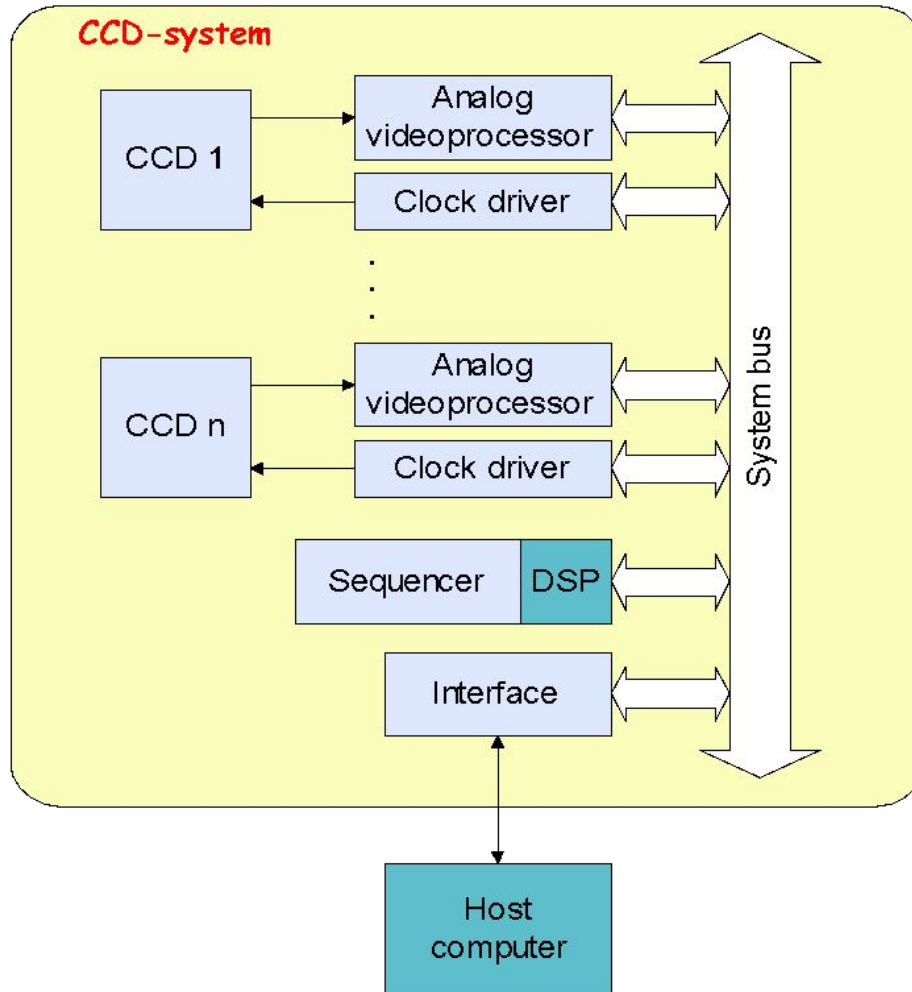 CCD-system
Analog
videoprocessor
CCD 1
Clock driver
.
.
.
Analog
videoprocessor
CCD n
Clock driver
System bus
Sequencer
DSP
Interface
Host
computer